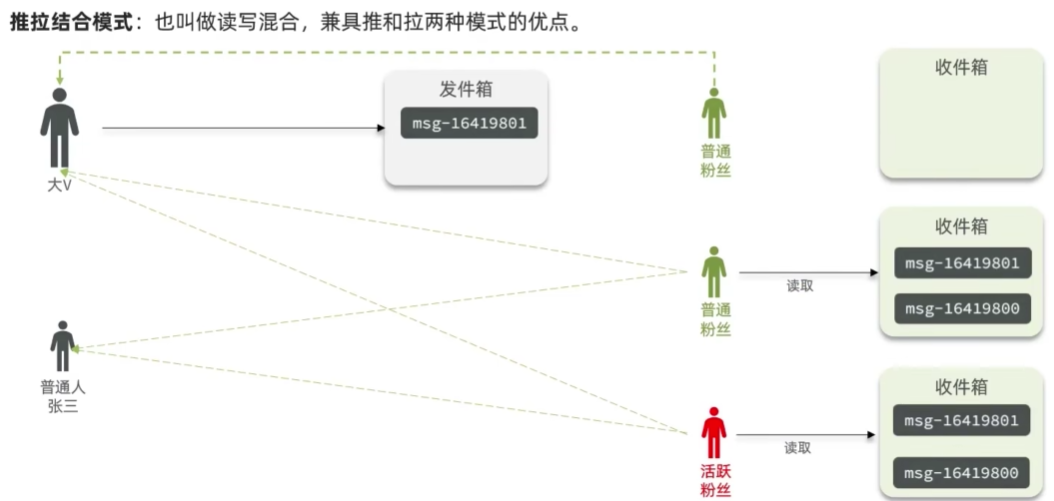 推拉结合模式：也叫做读写混合，兼具推和拉两种模式的优点。
发件箱
msg-16419801
大V
普通
粉丝
收件箱
普通
粉丝
读取
收件箱
msg-16419801
msg-16419800
普通人
张三
活跃
粉丝
读取
收件箱
msg-16419801
msg-16419800